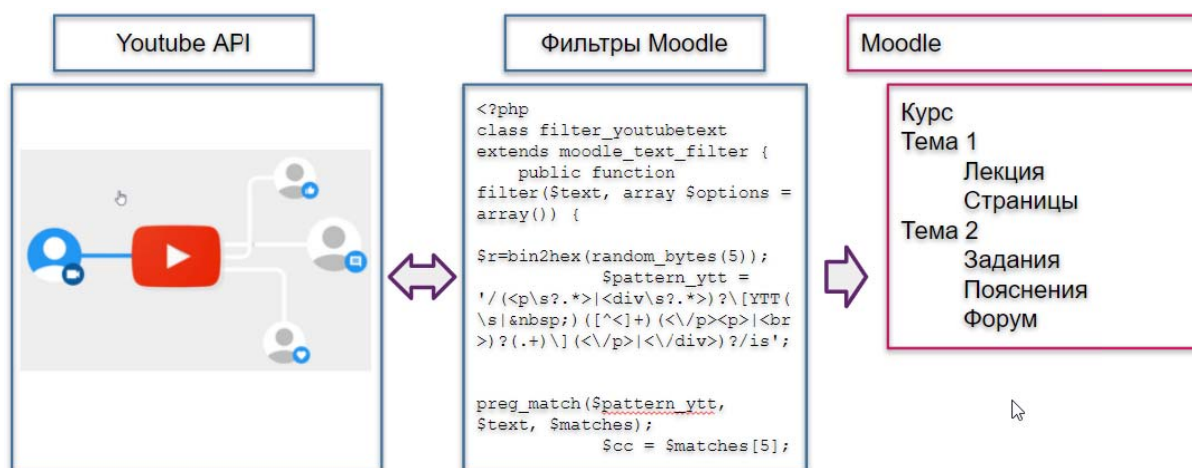 Youtube API
Фильтры Moodle
Moodle
<?php
class filter_youtubetext
extends moodle_text_filter {
public function
filter($text, array $options =
array()) {
$r=bin2hex(random_bytes(5));
$pattern_ytt =
'/(<p\s?.*>|<div\s?.*>)?\[YTT(
\s|&nbsp;)([^<]+)(<\/p><p>|<br
>)?(.+)\](<\/p>|<\/div>)?/is';
preg_match($pattern_ytt,
$text, $matches);
$cc = $matches[5];
Курс
Тема 1
Лекция
Страницы
Тема 2
Задания
Пояснения
Форум